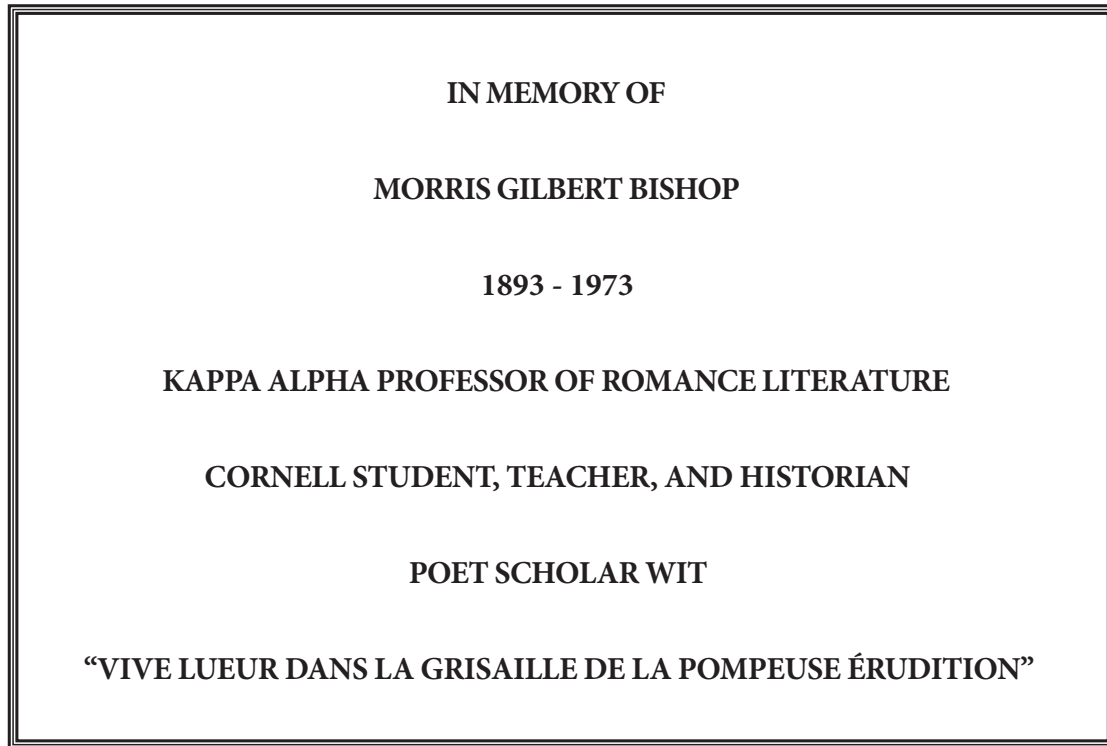 IN MEMORY OF
MORRIS GILBERT BISHOP
1893 - 1973
KAPPA ALPHA PROFESSOR OF ROMANCE LITERATURE
CORNELL STUDENT, TEACHER, AND HISTORIAN
POET SCHOLAR WIT
“VIVE LUEUR DANS LA GRISAILLE DE LA POMPEUSE ÉRUDITION”